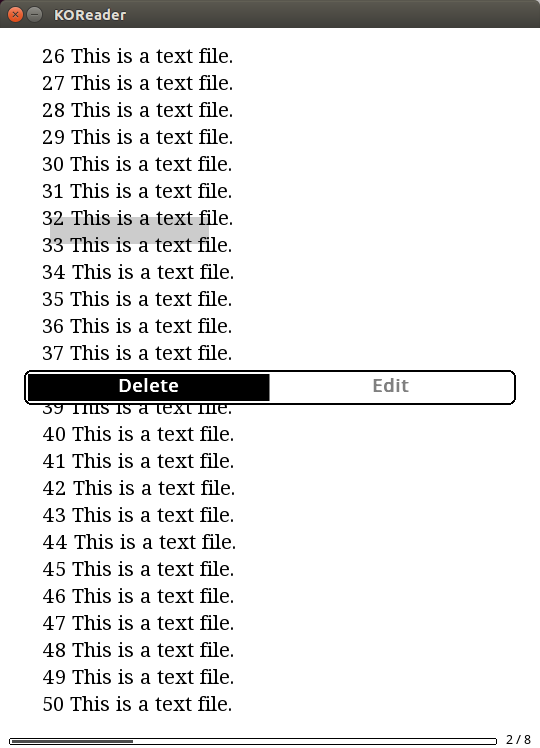 KOReader
26 This is a text file.
27 This is a text file.
28 This is a text file.
29 This is a text file.
30 This is a text file.
31 This is a text file.
32 This is a text file.
33 This is a text file.
34 This is a text file.
35 This is a text file.
36 This is a text file.
37 This is a text file.
Delete Edit
39 This is a text file.
40 This is a text file.
41 This is a text file.
42 This is a text file.
43 This is a text file.
44 This is a text file.
45 This is a text file.
46 This is a text file.
47 This is a text file.
48 This is a text file.
49 This is a text file.
50 This is a text file.
2 / 8